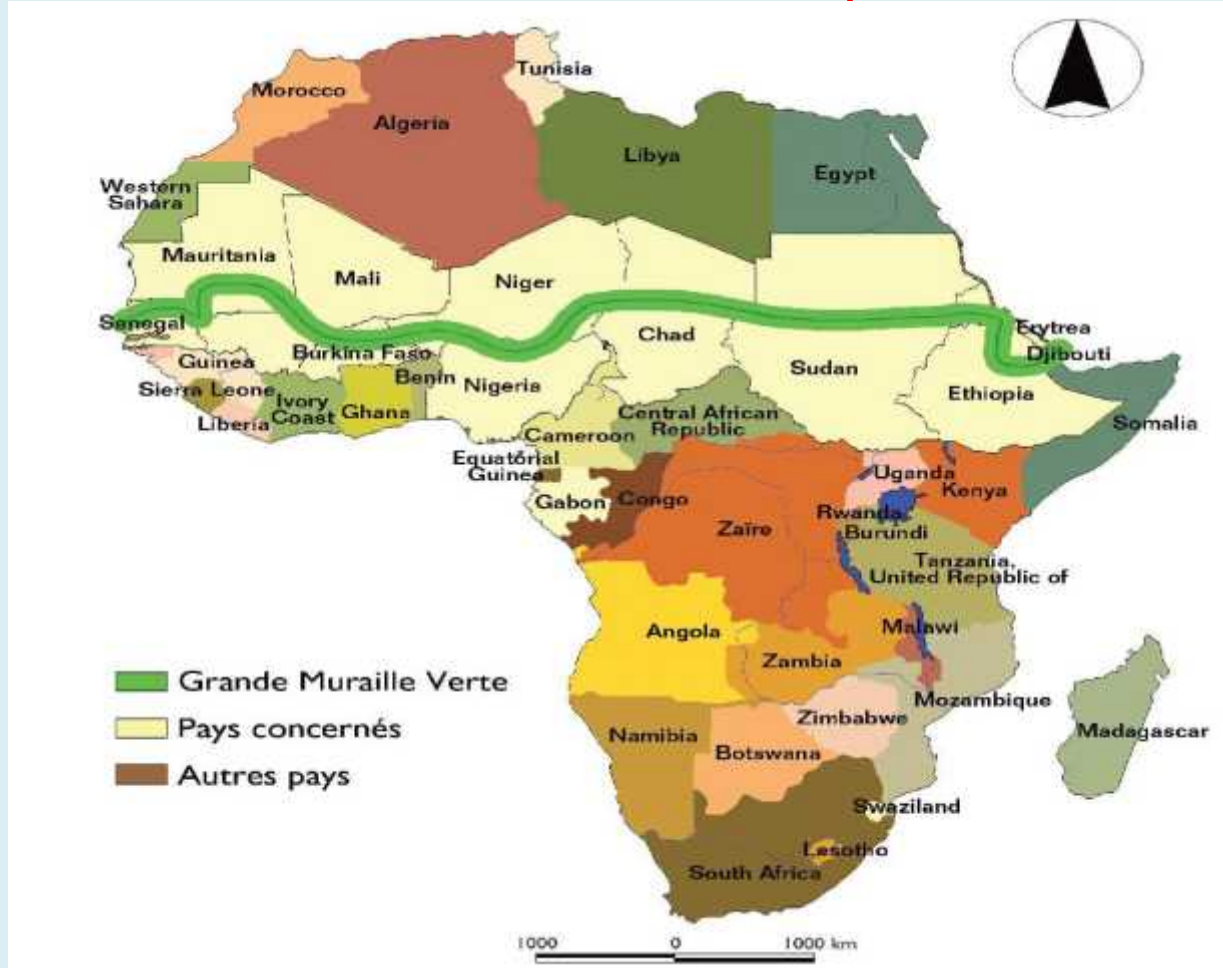 Tunisia
Morocco
Algeria
Libya
Egypt
Western
Sahara
Mauritania
Mali
Niger
Chad
Sudan
Senegal
Erytrea
Djibouti
Ethiopia
Somalia
Guinea
Burkina Faso
Benin
Nigeria
Sierra Leone
Ivory
Coast
Ghana
Liberia
Central African
Republic
Cameroon
Equatorial
Guinea
Gabon
Congo
Zaïre
Uganda
Kenya
Rwanda
Burundi
Tanzania,
United Republic of
Angola
Malawi
Zambia
Mozambique
Zimbabwe
Madagascar
Namibia
Botswana
Swaziland
Lesotho
South Africa
Grande Muraille Verte
Pays concernés
Autres pays
1000 0 1000 km